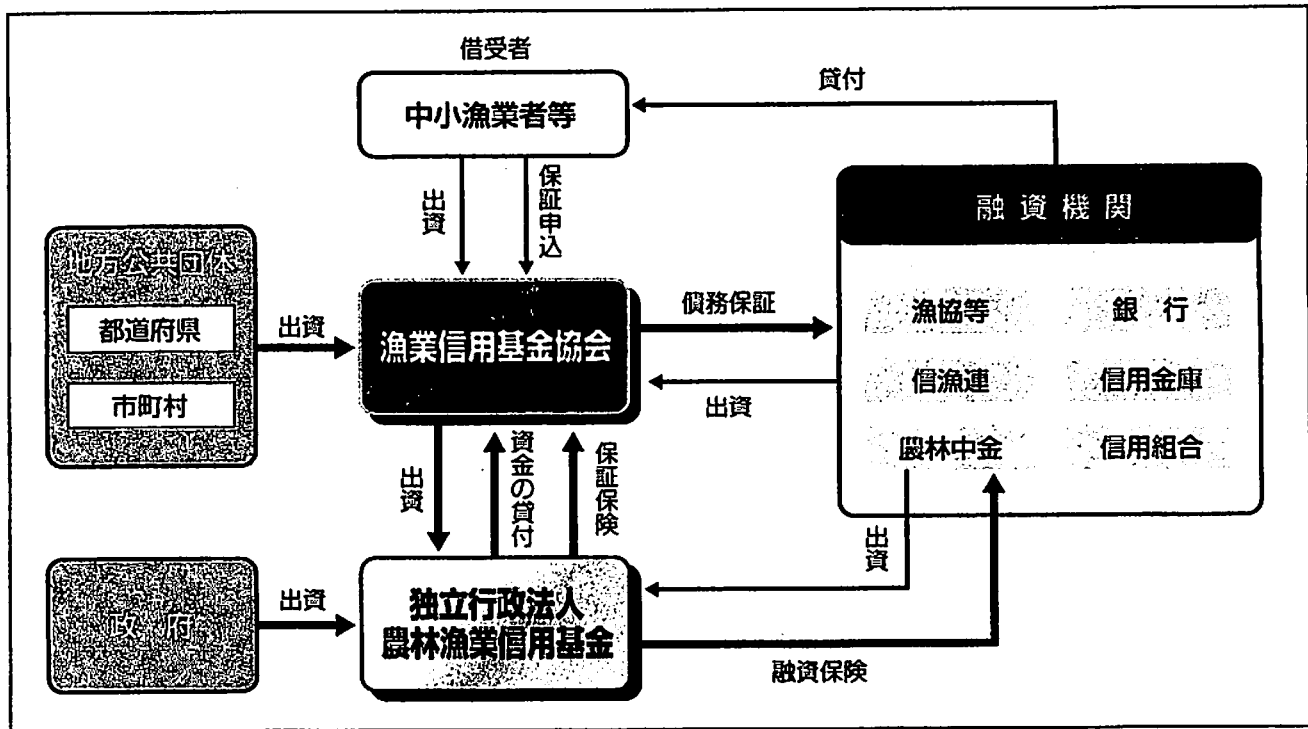 借受者
中小漁業者等
貸付
出資
保証申込
融資機関
地方公共団体
都道府県
市町村
出資
漁業信用基金協会
債務保証
出資
漁協等
銀行
信漁連
信用金庫
農林中金
信用組合
出資
資金の貸付
保証保険
出資
政府
出資
独立行政法人
農林漁業信用基金
融資保険